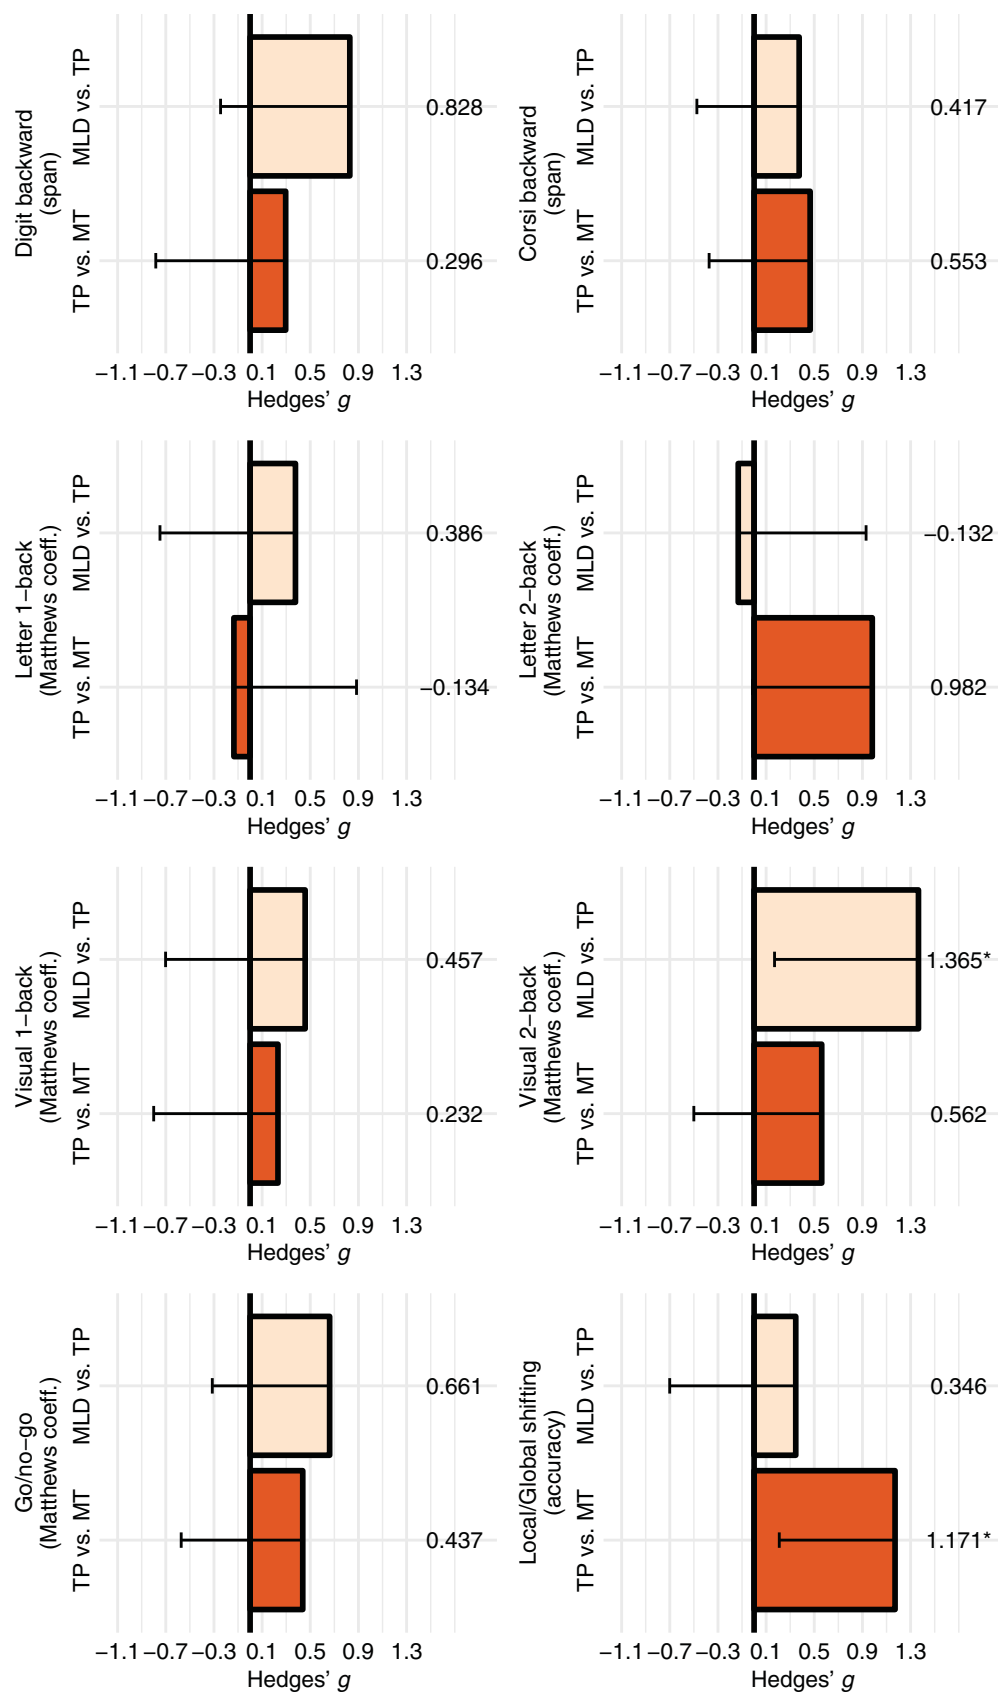 Digit backward
(span)
MLD vs. TP
TP vs. MT
0.828
0.296
−1.1 −0.7 −0.3 0.1 0.5 0.9 1.3
Hedges’ g
Corsi backward
(span)
MLD vs. TP
TP vs. MT
0.417
0.553
−1.1 −0.7 −0.3 0.1 0.5 0.9 1.3
Hedges’ g
Letter 1−back
(Matthews coeff.)
MLD vs. TP
TP vs. MT
0.386
−0.134
−1.1 −0.7 −0.3 0.1 0.5 0.9 1.3
Hedges’ g
Letter 2−back
(Matthews coeff.)
MLD vs. TP
TP vs. MT
−0.132
0.982
−1.1 −0.7 −0.3 0.1 0.5 0.9 1.3
Hedges’ g
Visual 1−back
(Matthews coeff.)
MLD vs. TP
TP vs. MT
0.457
0.232
−1.1 −0.7 −0.3 0.1 0.5 0.9 1.3
Hedges’ g
Visual 2−back
(Matthews coeff.)
MLD vs. TP
TP vs. MT
1.365*
0.562
−1.1 −0.7 −0.3 0.1 0.5 0.9 1.3
Hedges’ g
Go/no−go
(Matthews coeff.)
MLD vs. TP
TP vs. MT
0.661
0.437
−1.1 −0.7 −0.3 0.1 0.5 0.9 1.3
Hedges’ g
Local/Global shifting
(accuracy)
MLD vs. TP
TP vs. MT
0.346
1.171*
−1.1 −0.7 −0.3 0.1 0.5 0.9 1.3
Hedges’ g